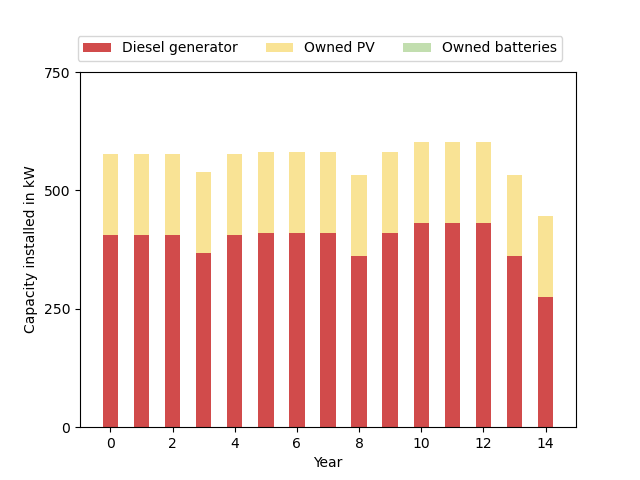 Diesel generator Owned PV Owned batteries
750
500
250
0
Capacity installed in kW
0 2 4 6 8 10 12 14
Year